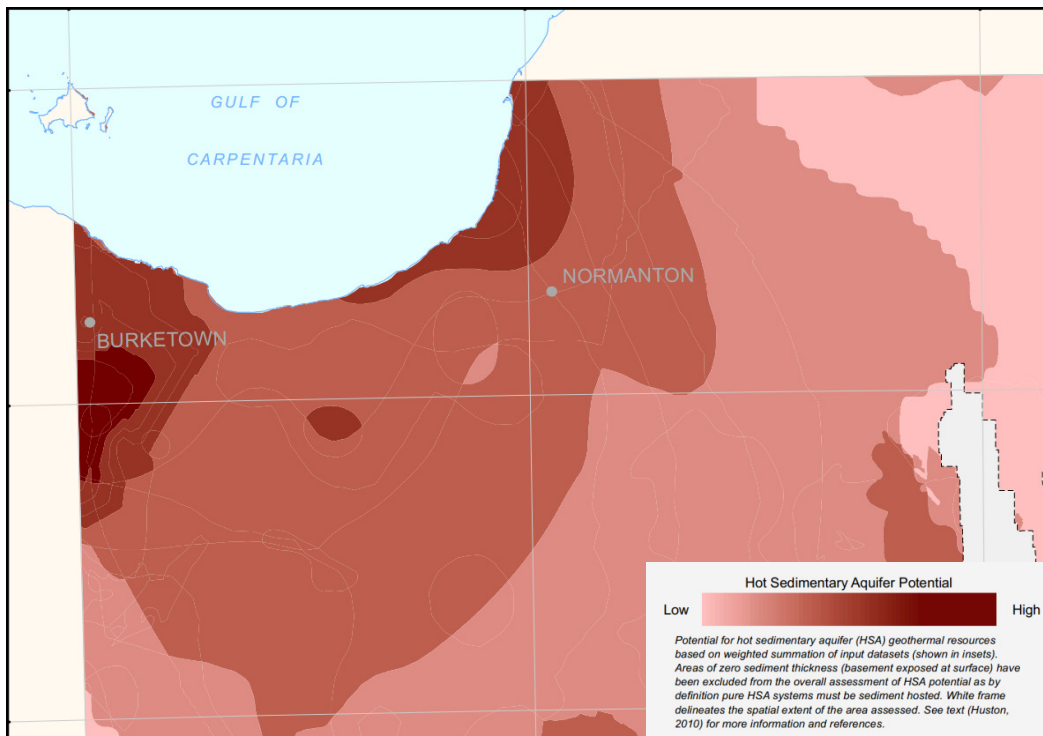 GULF OF
CARPENTARIA
NORMANTON
BURKETOWN
Hot Sedimentary Aquifer Potential
Low High
Potential for hot sedimentary aquifer (HSA) geothermal resources
based on weighted summation of input datasets (shown in insets).
Areas of zero sediment thickness (basement exposed at surface) have
been excluded from the overall assessment of HSA potential as by
definition pure HSA systems must be sediment hosted. White frame
delineates the spatial extent of the area assessed. See text (Huston,
2010) for more information and references.